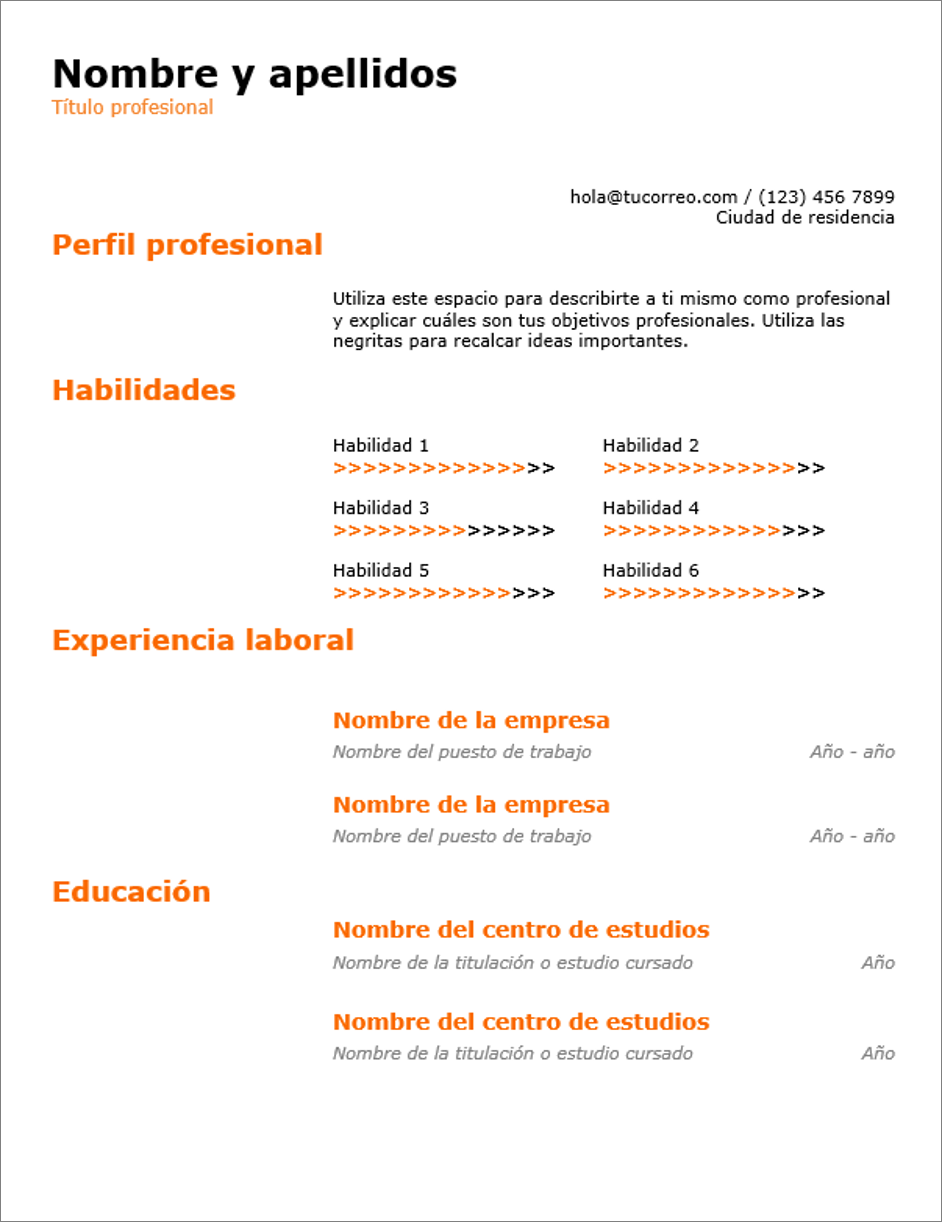 Nombre y apellidos
Título profesional
hola@tucorreo.com / (123) 456 7899
Ciudad de residencia
Perfil profesional
Utiliza este espacio para describirte a ti mismo como profesional
y explicar cuáles son tus objetivos profesionales. Utiliza las
negritas para recalcar ideas importantes.
Habilidades
Habilidad 1 Habilidad 2
>>>>>>>>>>>>>>> >>>>>>>>>>>>>>>
Habilidad 3 Habilidad 4
>>>>>>>>>>>>>>> >>>>>>>>>>>>>>>
Habilidad 5 Habilidad 6
>>>>>>>>>>>>>>> >>>>>>>>>>>>>>>
Experiencia laboral
Nombre de la empresa
Nombre del puesto de trabajo Año - año
Nombre de la empresa
Nombre del puesto de trabajo Año - año
Educación
Nombre del centro de estudios
Nombre de la titulación o estudio cursado Año
Nombre del centro de estudios
Nombre de la titulación o estudio cursado Año